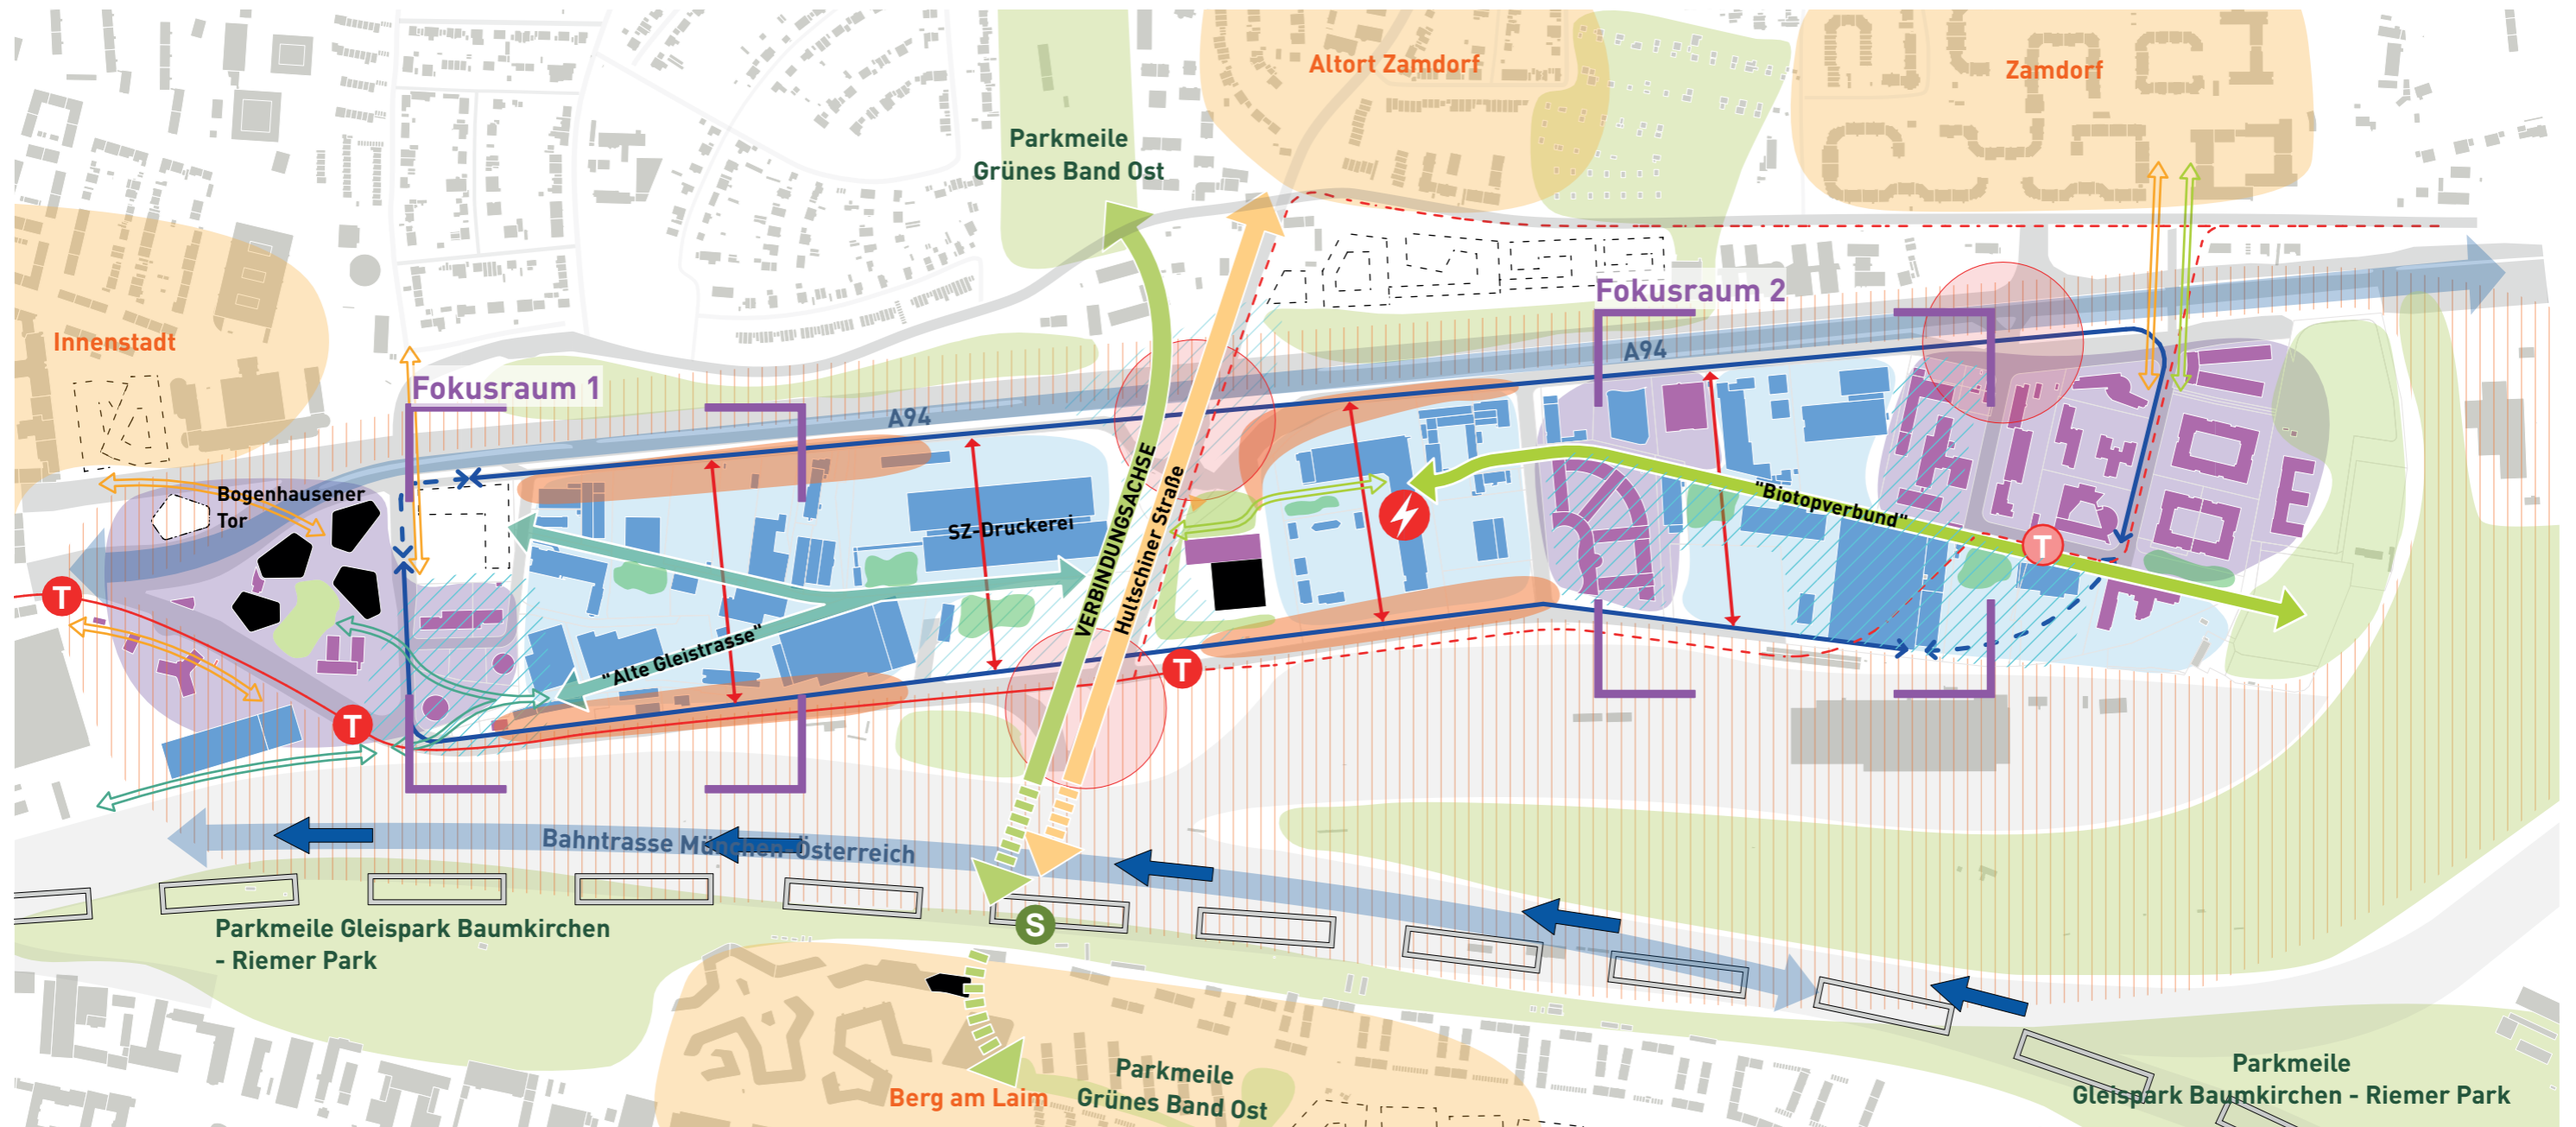 Altort Zamdorf
Zamdorf
Parkmeile
Grünes Band Ost
Innenstadt
Fokusraum 2
A94
Fokusraum 1
A94
Bogenhausener
Tor
SZ-Druckerei
VERBINDUNGSACHSE
Hultschiner Straße
"Biotopverbund"
T
T
"Alte Gleistrasse"
T
T
Bahntrasse München-Österreich
S
Parkmeile Gleispark Baumkirchen
- Riemer Park
Berg am Laim
Parkmeile
Grünes Band Ost
Parkmeile
Gleispark Baumkirchen - Riemer Park